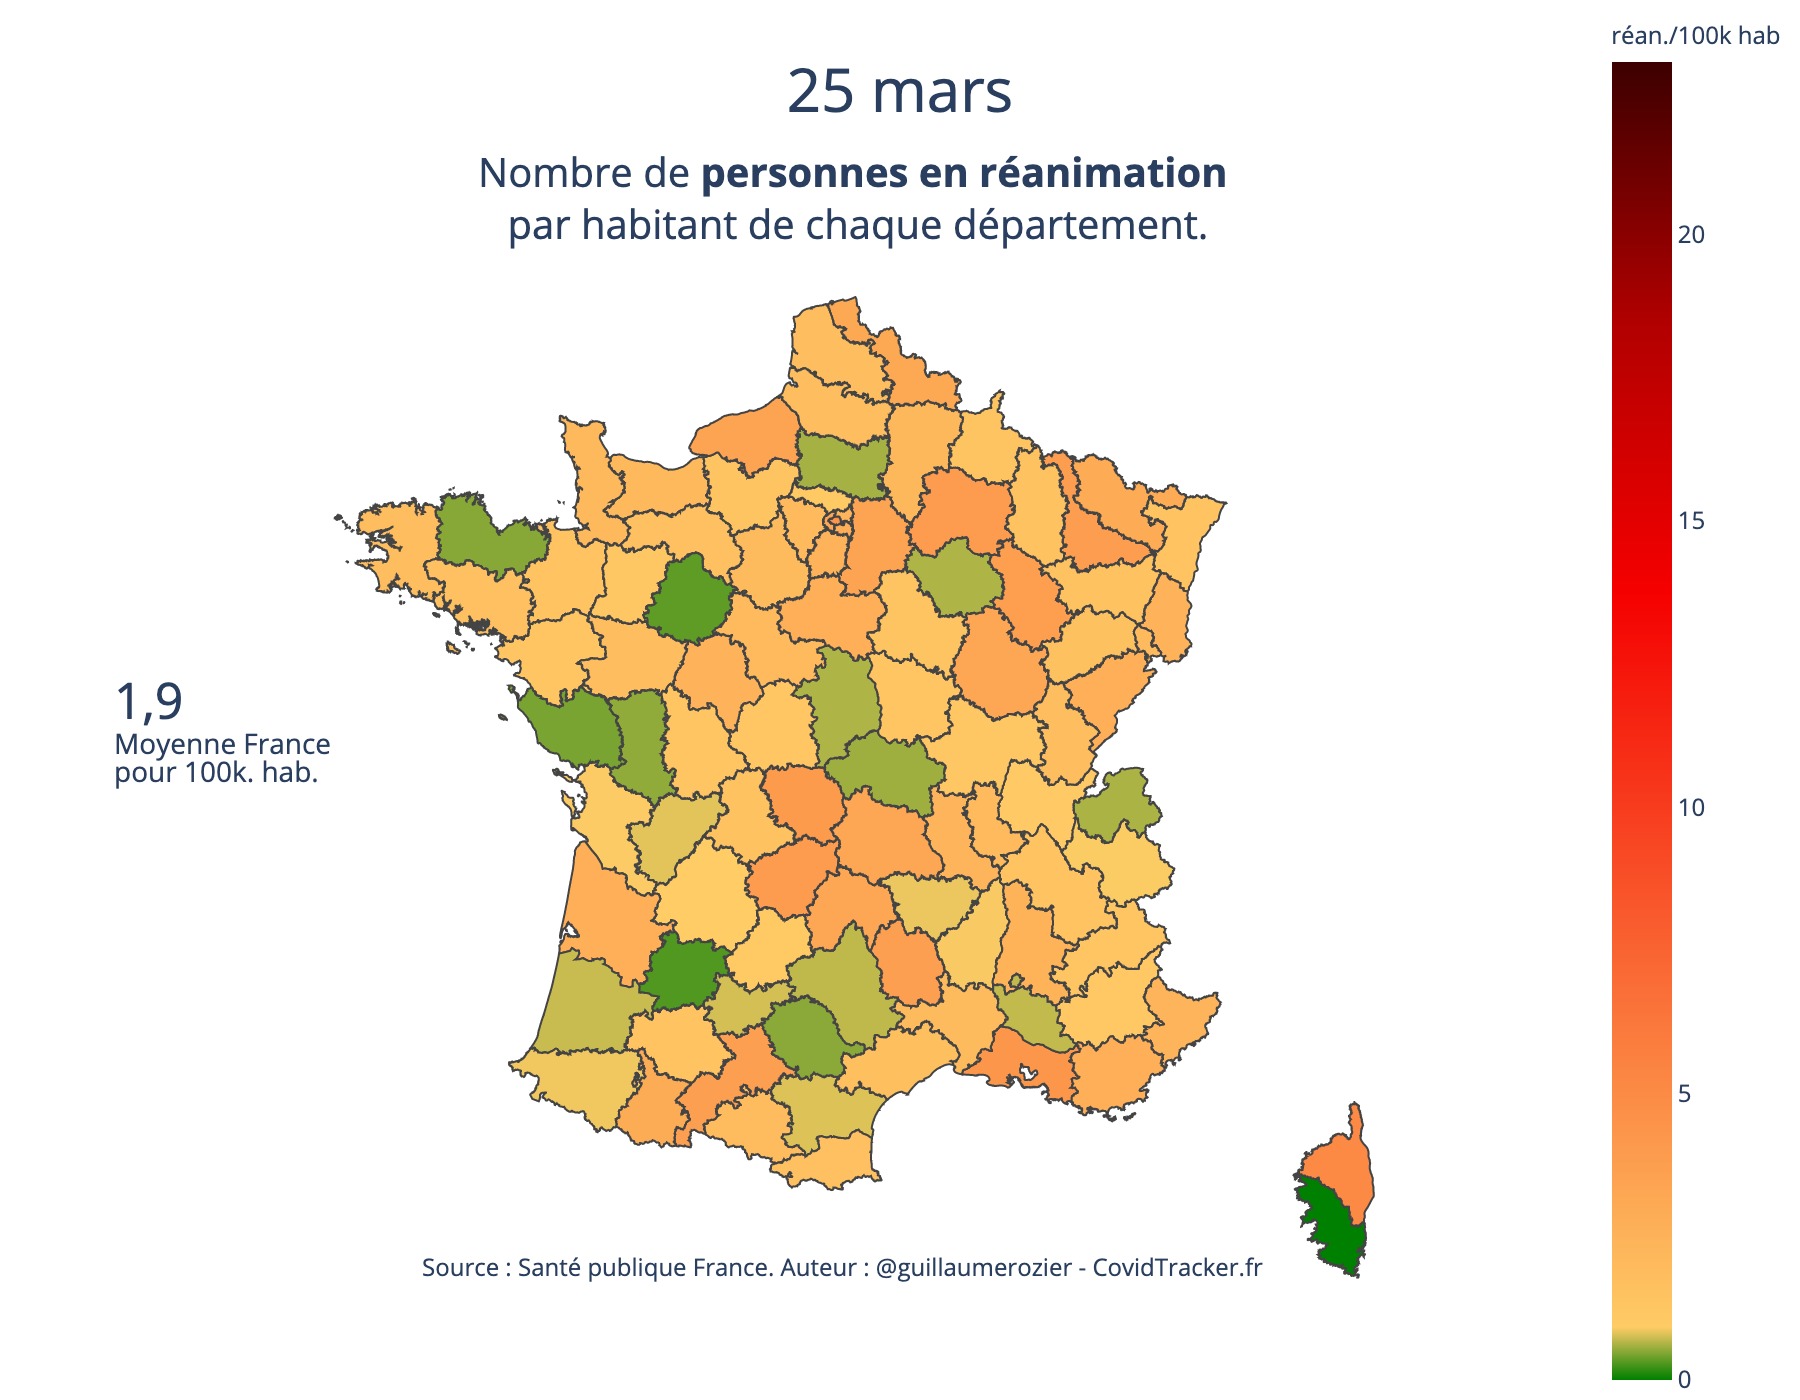 réan./100k hab
25 mars
Nombre de personnes en réanimation
par habitant de chaque département.
20
15
1,9
Moyenne France
pour 100k. hab.
10
5
Source : Santé publique France. Auteur : @guillaumerozier - CovidTracker.fr
0